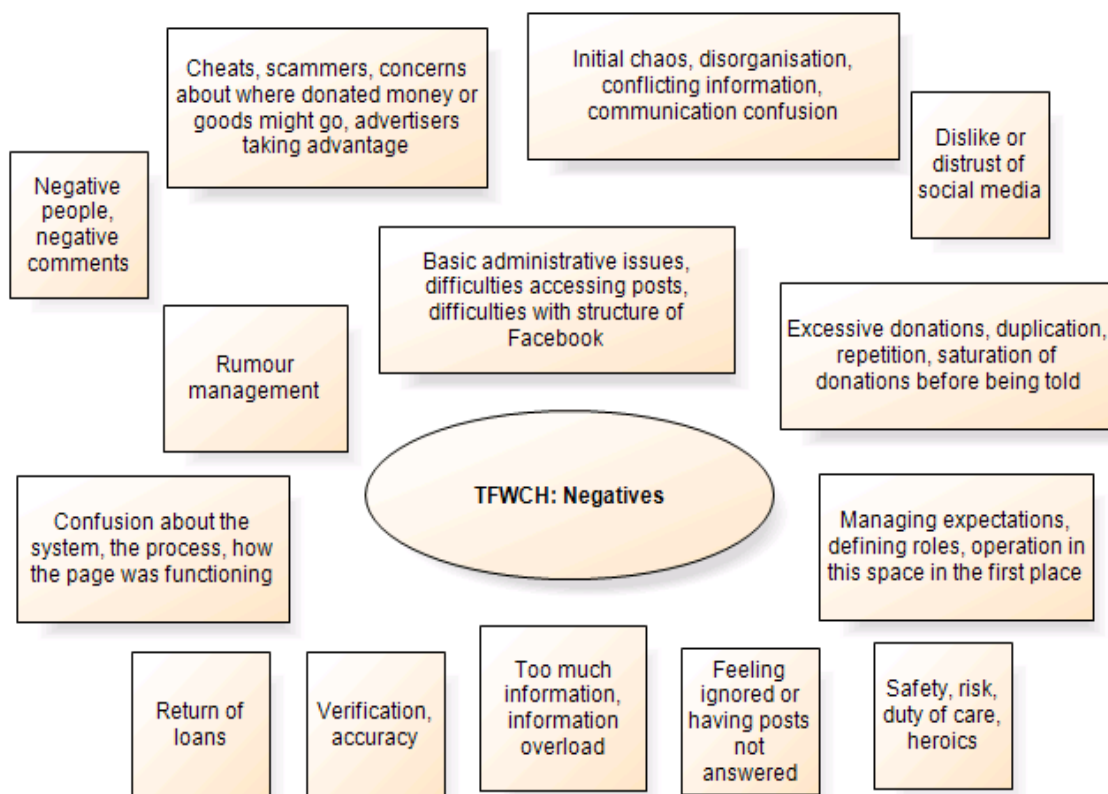 Cheats, scammers, concerns
about where donated money or
goods might go, advertisers
taking advantage
Initial chaos, disorganisation,
conflicting information,
communication confusion
Dislike or
distrust of
social media
Negative
people,
negative
comments
Basic administrative issues,
difficulties accessing posts,
difficulties with structure of
Facebook
Excessive donations, duplication,
repetition, saturation of
donations before being told
Rumour
management
TFWCH: Negatives
Confusion about the
system, the process, how
the page was functioning
Managing expectations,
defining roles, operation in
this space in the first place
Return of
loans
Verification,
accuracy
Too much
information,
information
overload
Feeling
ignored or
having posts
not
answered
Safety, risk,
duty of care,
heroics